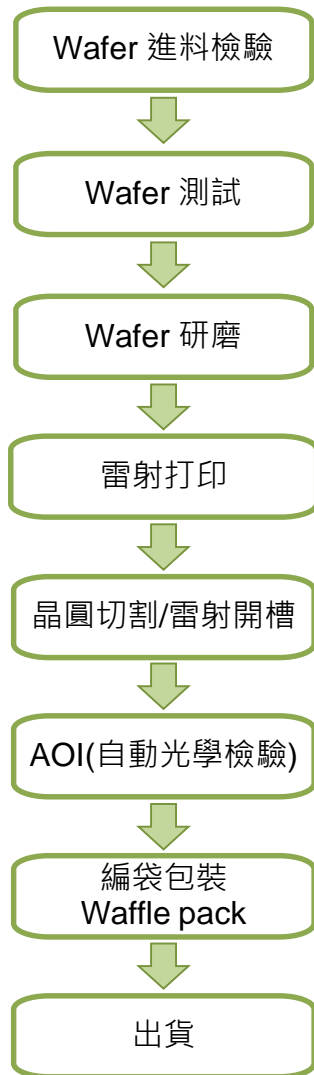 Wafer 進料檢驗
Wafer 測試
Wafer 研磨
雷射打印
晶圓切割/雷射開槽
AOI(自動光學檢驗)
編袋包裝
Waffle pack
出貨